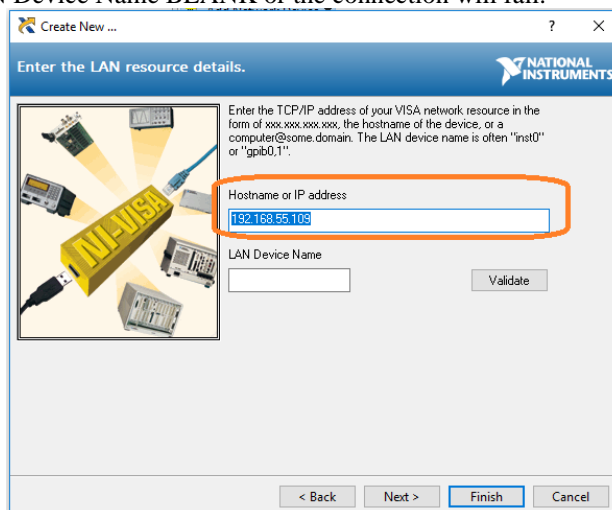 Device Name BLANK or the connection will fail.
Create New ...
? X
Enter the LAN resource details.
NATIONAL
INSTRUMENTS
Enter the TCP/IP address of your VISA network resource in the
form of xxx.xxx.xxx.xxx, the hostname of the device, or a
computer@some.domain. The LAN device name is often "inst0"
or "gpib0,1".
NI-VISA
Hostname or IP address
192.168.55.109
LAN Device Name
Validate
< Back
Next >
Finish
Cancel